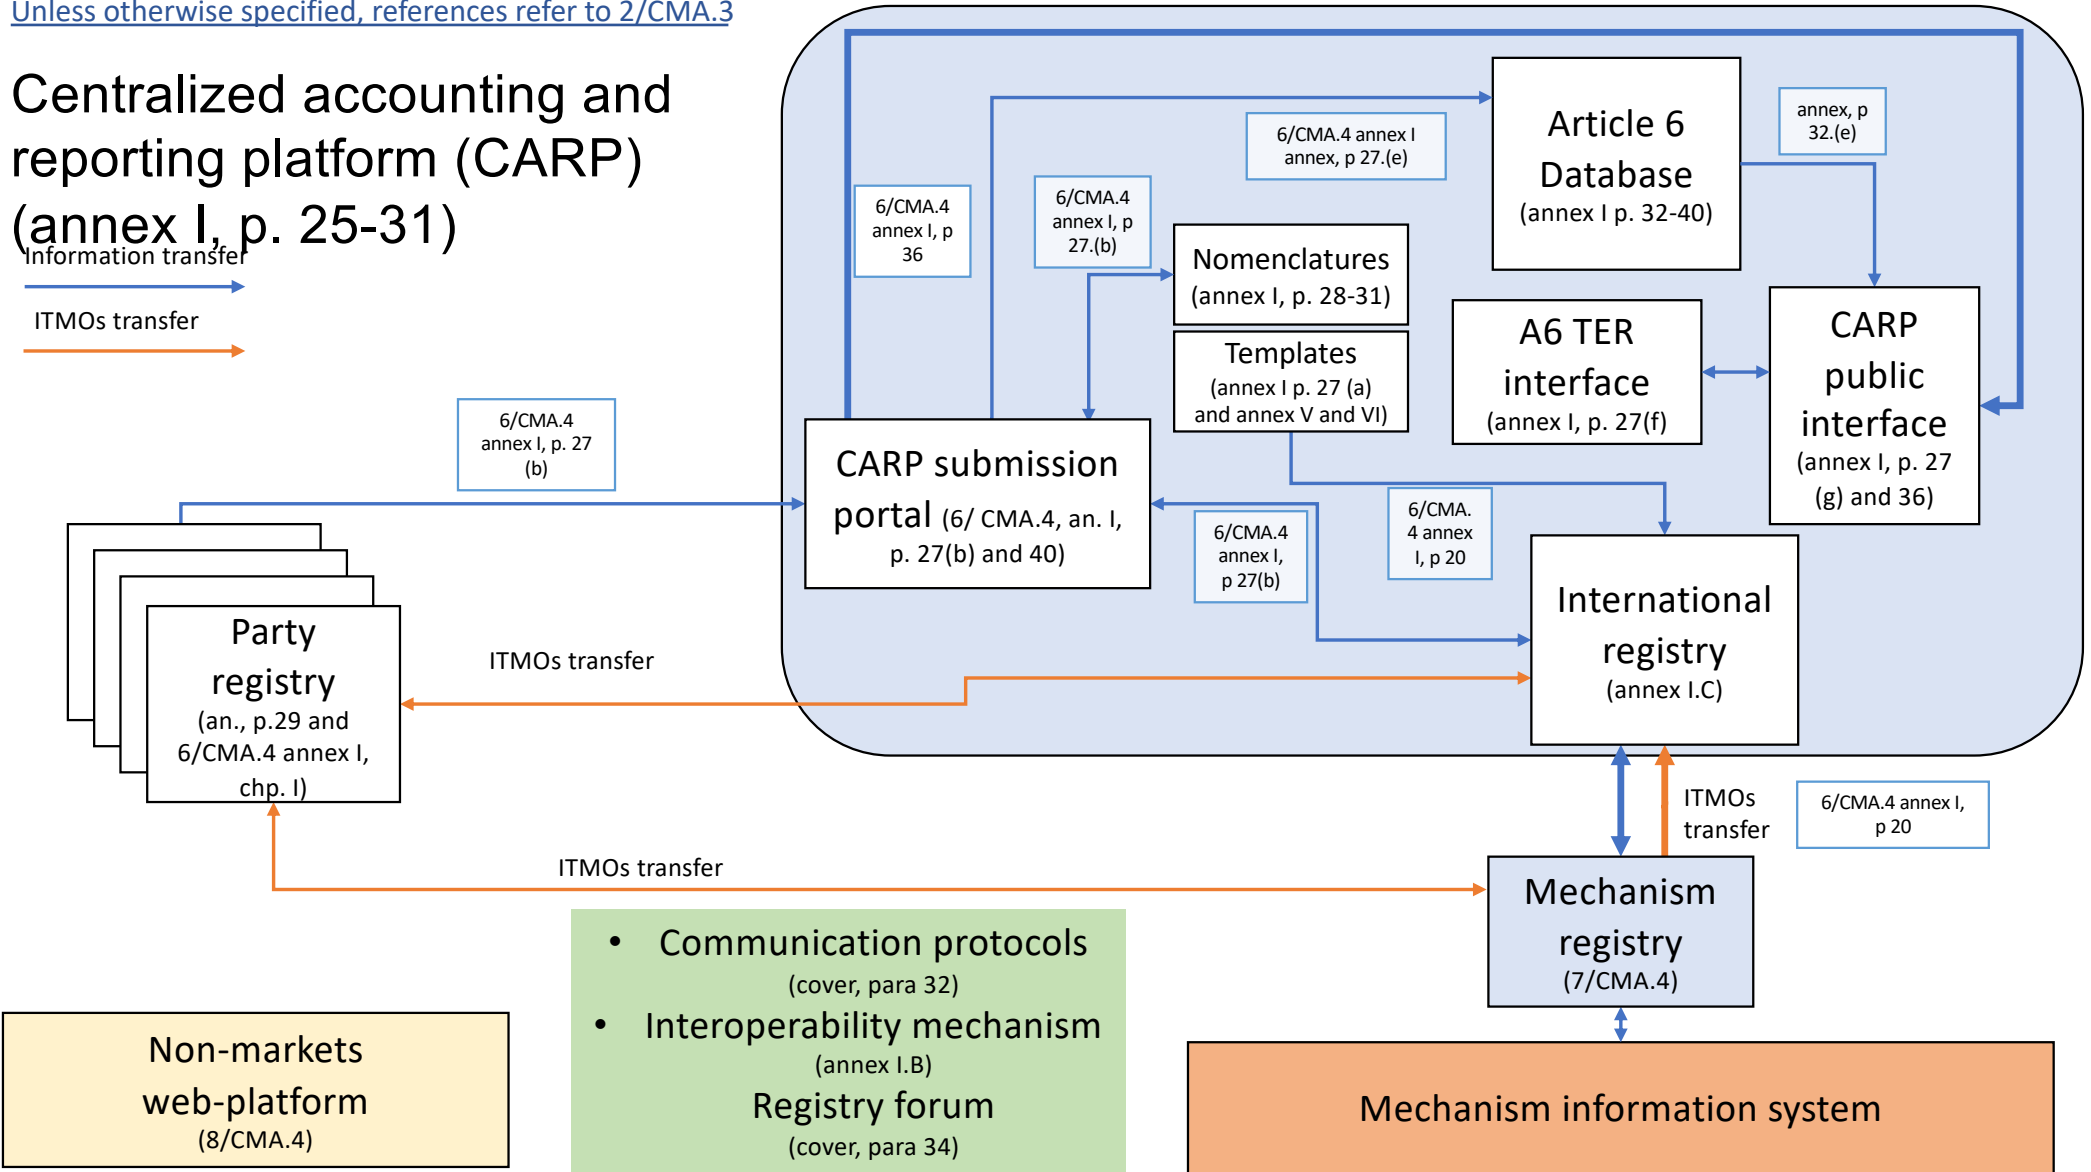 Unless otherwise specified, references refer to 2/CMA.3
Centralized accounting and
reporting platform (CARP)
(annex I, p. 25-31)
Information transfer
ITMOs transfer
6/CMA.4
annex I, p. 27
(b)
Party
registry
(an., p.29 and
6/CMA.4 annex I,
chp. I)
ITMOs transfer
ITMOs transfer
6/CMA.4
annex I, p
36
6/CMA.4
annex I, p
27.(b)
6/CMA.4 annex I
annex, p 27.(e)
Article 6
Database
(annex I p. 32-40)
annex, p
32.(e)
Nomenclatures
(annex I, p. 28-31)
Templates
(annex I p. 27 (a)
and annex V and VI)
A6 TER
interface
(annex I, p. 27(f)
CARP
public
interface
(annex I, p. 27
(g) and 36)
CARP submission
portal (6/ CMA.4, an. I,
p. 27(b) and 40)
6/CMA.4
annex I,
p 27(b)
6/CMA.
4 annex
I, p 20
International
registry
(annex I.C)
ITMOs
transfer
6/CMA.4 annex I,
p 20
Mechanism
registry
(7/CMA.4)
Non-markets
web-platform
(8/CMA.4)
• Communication protocols
(cover, para 32)
• Interoperability mechanism
(annex I.B)
Registry forum
(cover, para 34)
Mechanism information system